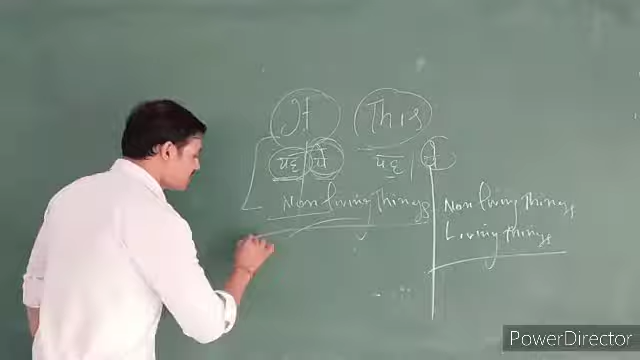 It This
यह ये यह ये
Non living Things Non living Things
Living Things
PowerDirector